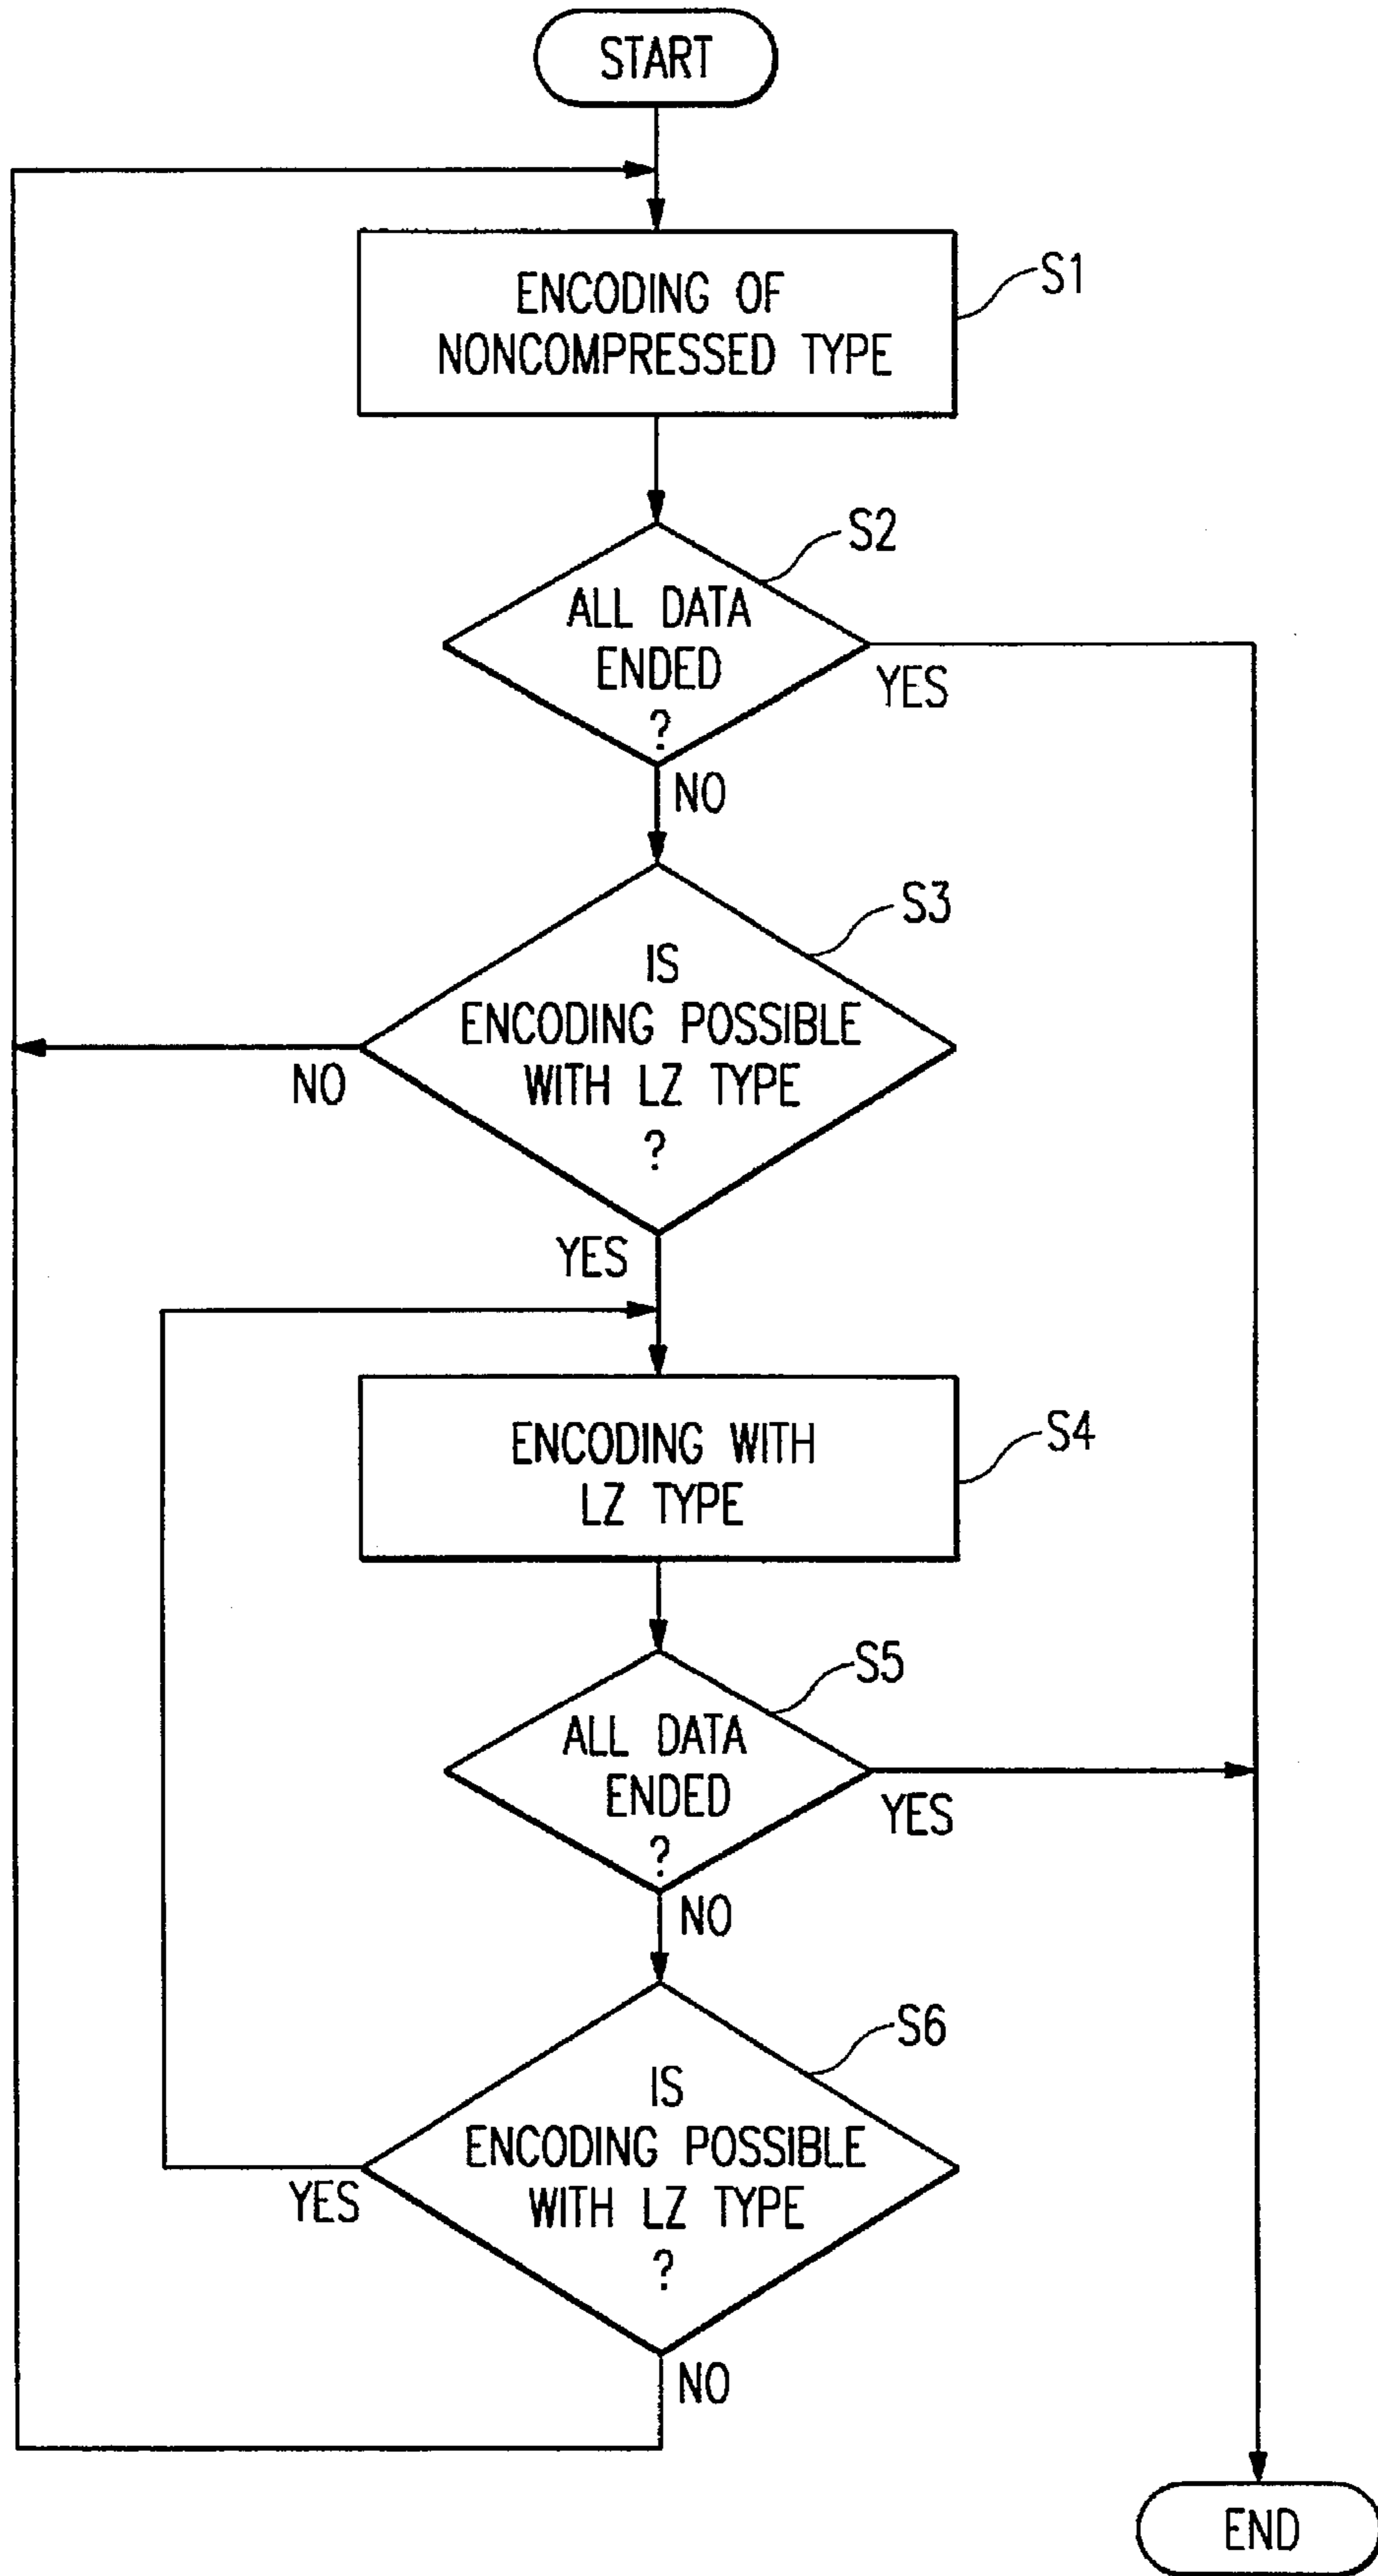 START
ENCODING OF
NONCOMPRESSED TYPE
S1
S2
ALL DATA
ENDED
?
YES
NO
S3
IS
ENCODING POSSIBLE
WITH LZ TYPE
?
NO
YES
ENCODING WITH
LZ TYPE
S4
S5
ALL DATA
ENDED
?
YES
NO
S6
IS
ENCODING POSSIBLE
WITH LZ TYPE
?
YES
NO
END